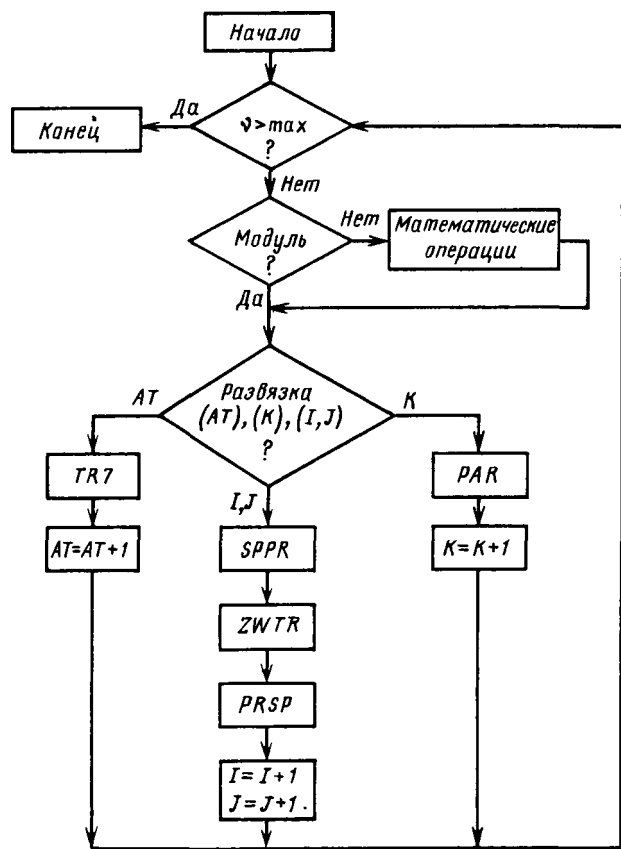 Начало
Да
Конец
ν>max
?
Нет
Нет
Модуль
?
Математические
операции
Да
Развязка
(AT), (K), (I,J)
?
AT
K
I,J
TR7
SPPR
PAR
AT=AT+1
K=K+1
ZWTR
PRSP
I=I+1
J=J+1.